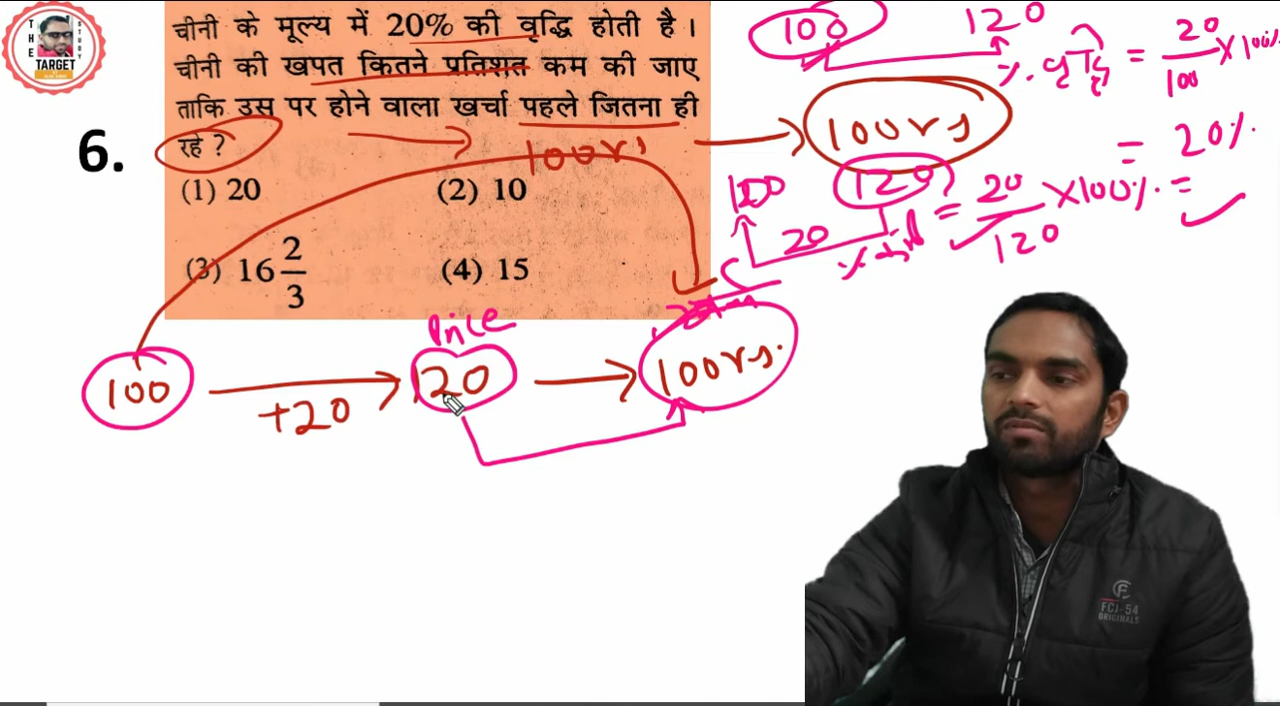 THE STUDY
TARGET
6.
चीनी के मूल्य में 20% की वृद्धि होती है।
चीनी की खपत कितने प्रतिशत कम की जाए
ताकि उस पर होने वाला खर्चा पहले जितना ही
रहे ?
(1) 20 (2) 10
(3) 16 2/3 (4) 15
100 120
% वृद्धि = 20/100 × 100%
= 20%
100rs
100rs
100 120
20
= 20/120 × 100% =
Price
100 +20 120 100rs.
FCJ-54
ORIGINALS